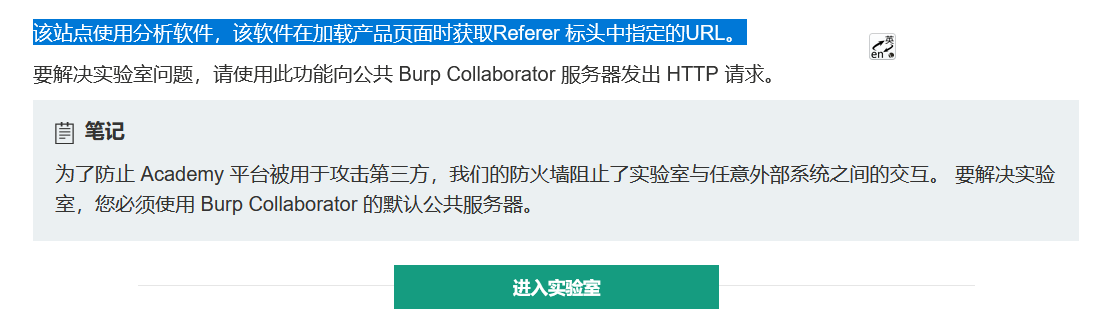 该站点使用分析软件，该软件在加载产品页面时获取Referer 标头中指定的URL。
英
en
要解决实验室问题，请使用此功能向公共 Burp Collaborator 服务器发出 HTTP 请求。
笔记
为了防止 Academy 平台被用于攻击第三方，我们的防火墙阻止了实验室与任意外部系统之间的交互。 要解决实验
室，您必须使用 Burp Collaborator 的默认公共服务器。
进入实验室